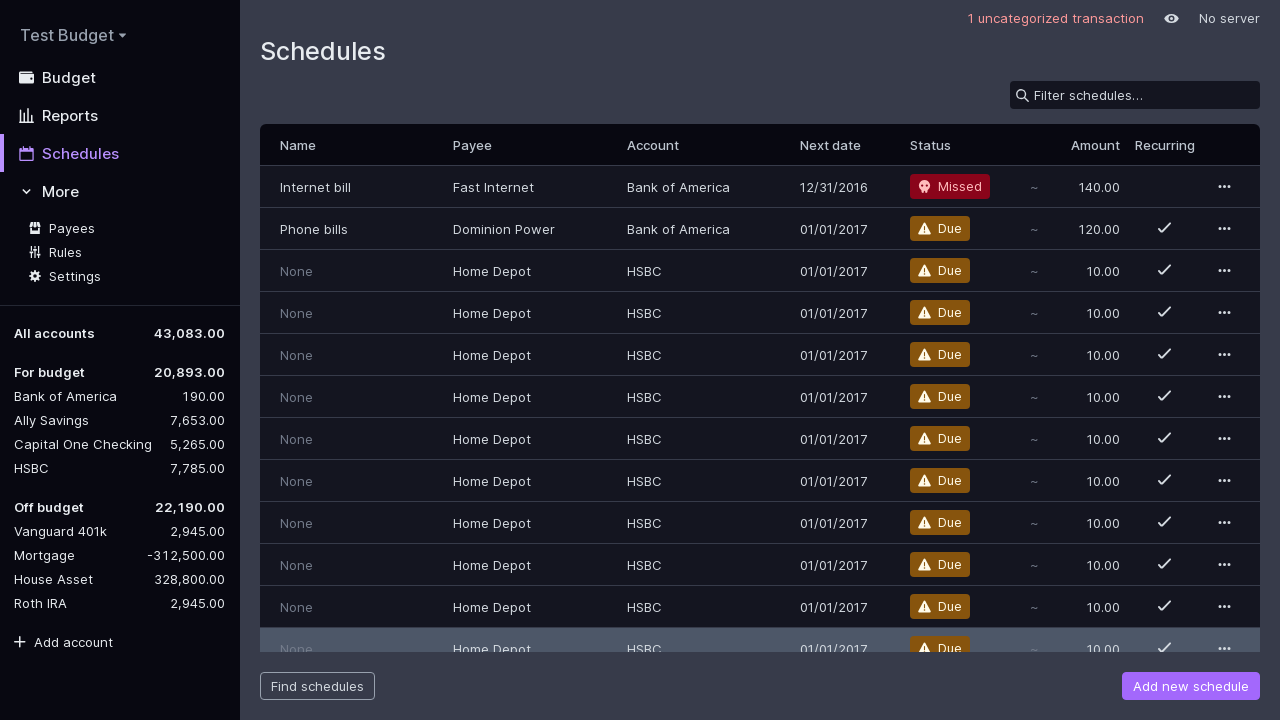 Test Budget
Budget
Reports
Schedules
More
Payees
Rules
Settings
All accounts 43,083.00
For budget 20,893.00
Bank of America 190.00
Ally Savings 7,653.00
Capital One Checking 5,265.00
HSBC 7,785.00
Off budget 22,190.00
Vanguard 401k 2,945.00
Mortgage -312,500.00
House Asset 328,800.00
Roth IRA 2,945.00
Add account
1 uncategorized transaction No server
Schedules
Filter schedules…
Name Payee Account Next date Status Amount Recurring
Internet bill Fast Internet Bank of America 12/31/2016 Missed ~ 140.00
Phone bills Dominion Power Bank of America 01/01/2017 Due ~ 120.00
None Home Depot HSBC 01/01/2017 Due ~ 10.00
None Home Depot HSBC 01/01/2017 Due ~ 10.00
None Home Depot HSBC 01/01/2017 Due ~ 10.00
None Home Depot HSBC 01/01/2017 Due ~ 10.00
None Home Depot HSBC 01/01/2017 Due ~ 10.00
None Home Depot HSBC 01/01/2017 Due ~ 10.00
None Home Depot HSBC 01/01/2017 Due ~ 10.00
None Home Depot HSBC 01/01/2017 Due ~ 10.00
None Home Depot HSBC 01/01/2017 Due ~ 10.00
None Home Depot HSBC 01/01/2017 Due ~ 10.00
Find schedules Add new schedule